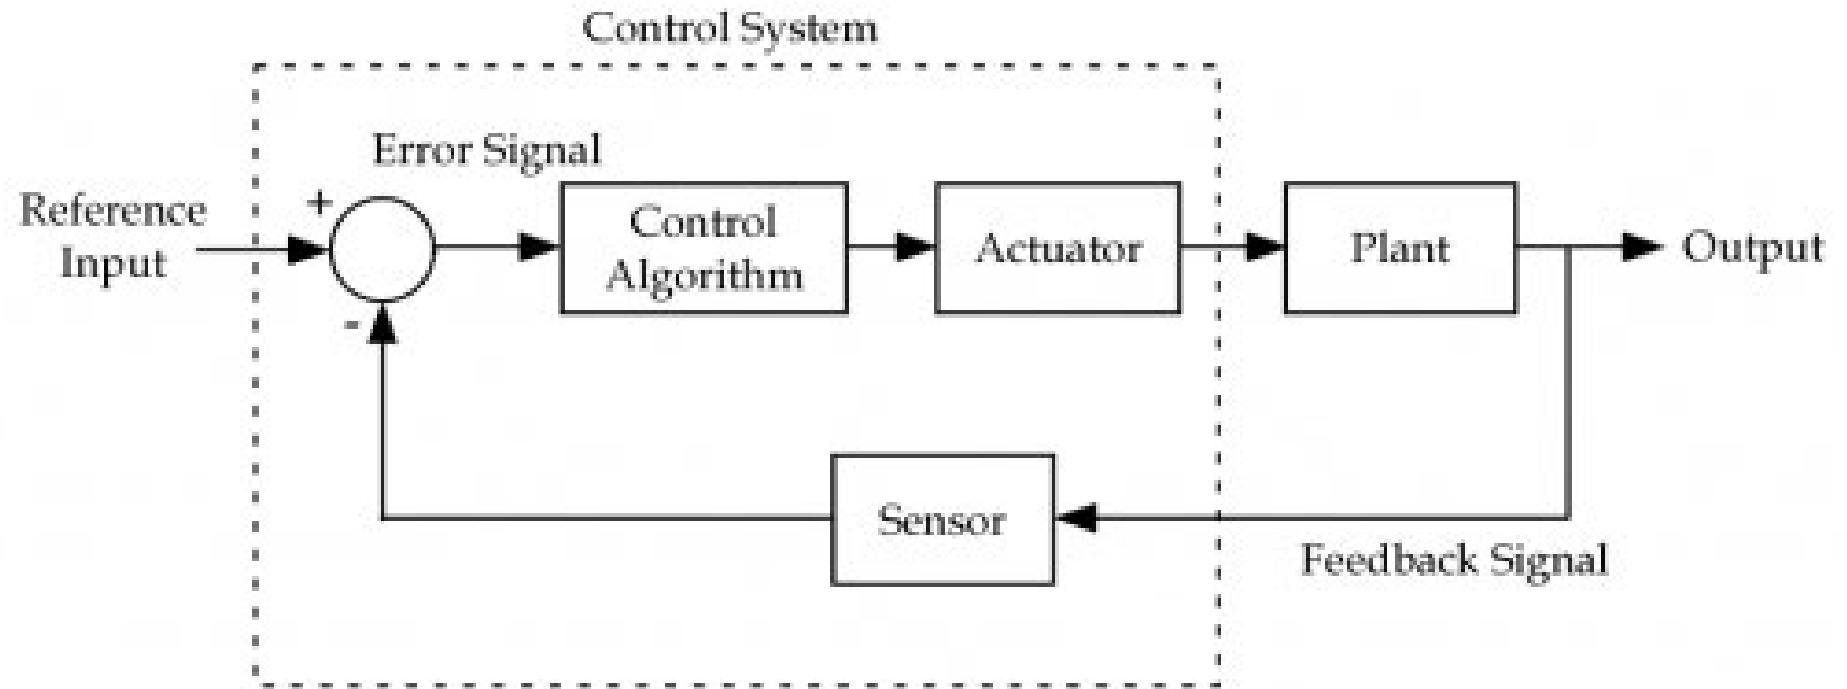 Control System
Error Signal
+
Reference
Input
Control
Algorithm
Actuator
Plant
Output
-
Sensor
Feedback Signal